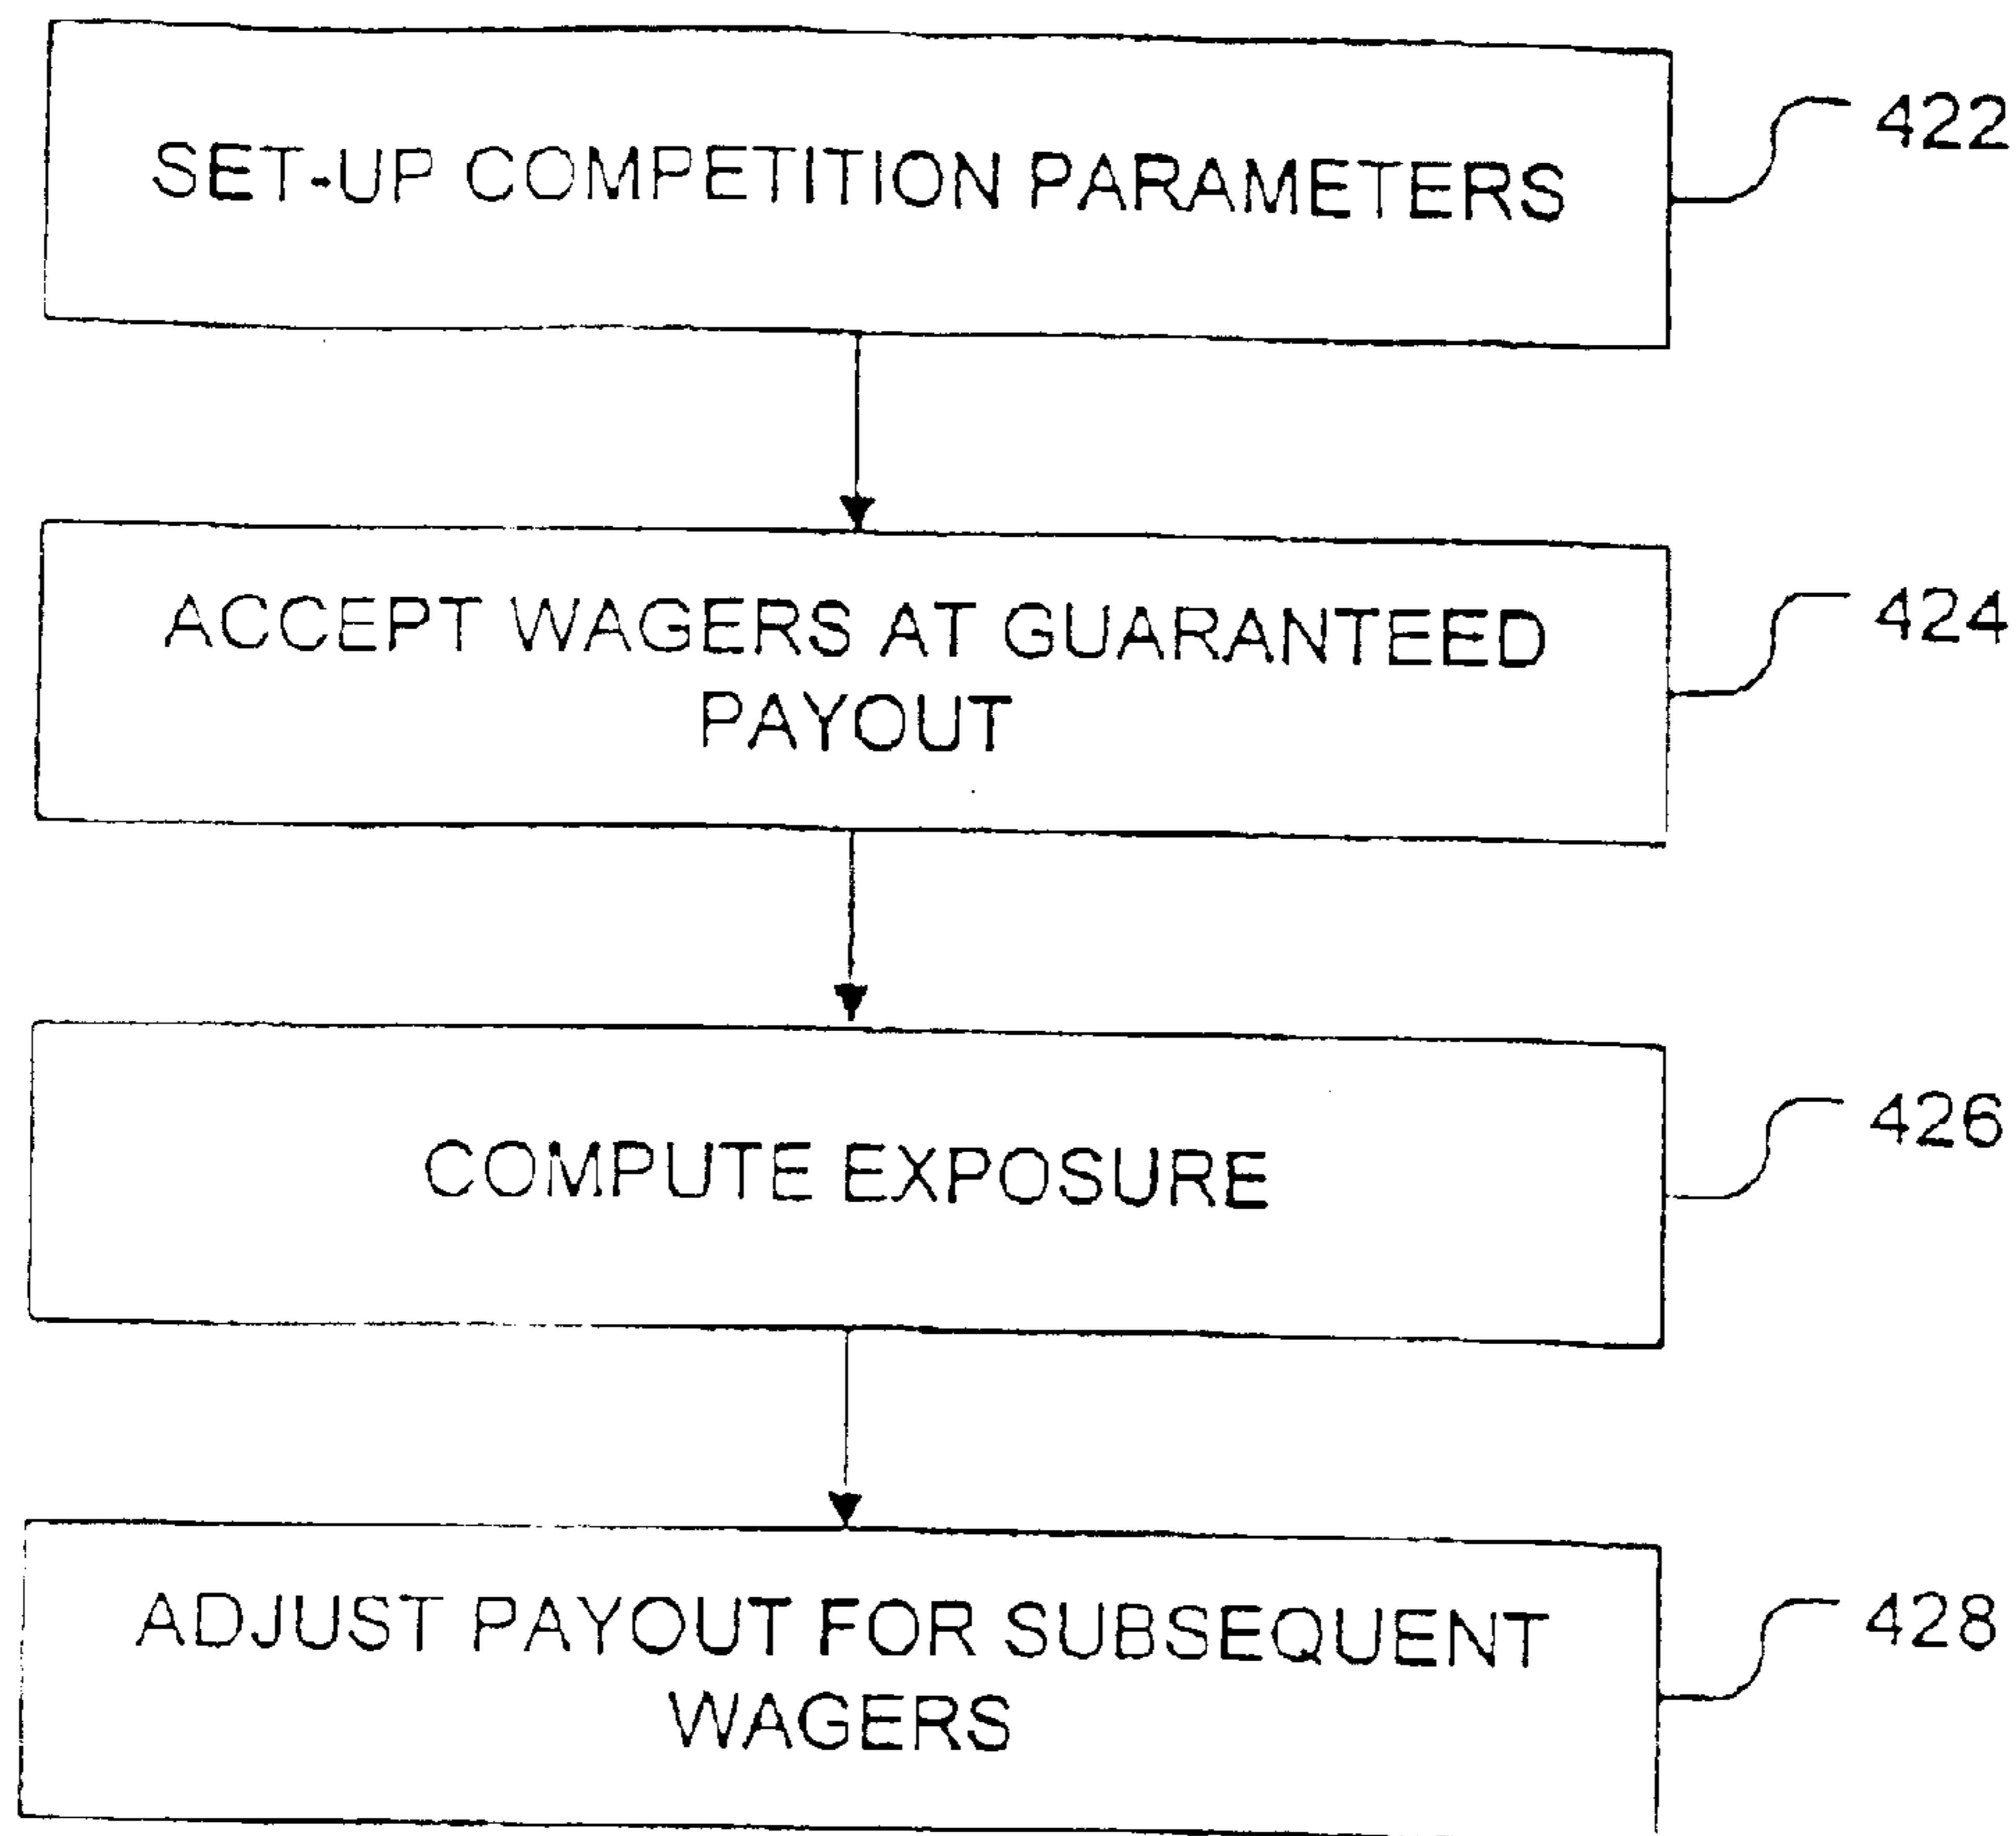 SET-UP COMPETITION PARAMETERS
422
ACCEPT WAGERS AT GUARANTEED
PAYOUT
424
COMPUTE EXPOSURE
426
ADJUST PAYOUT FOR SUBSEQUENT
WAGERS
428